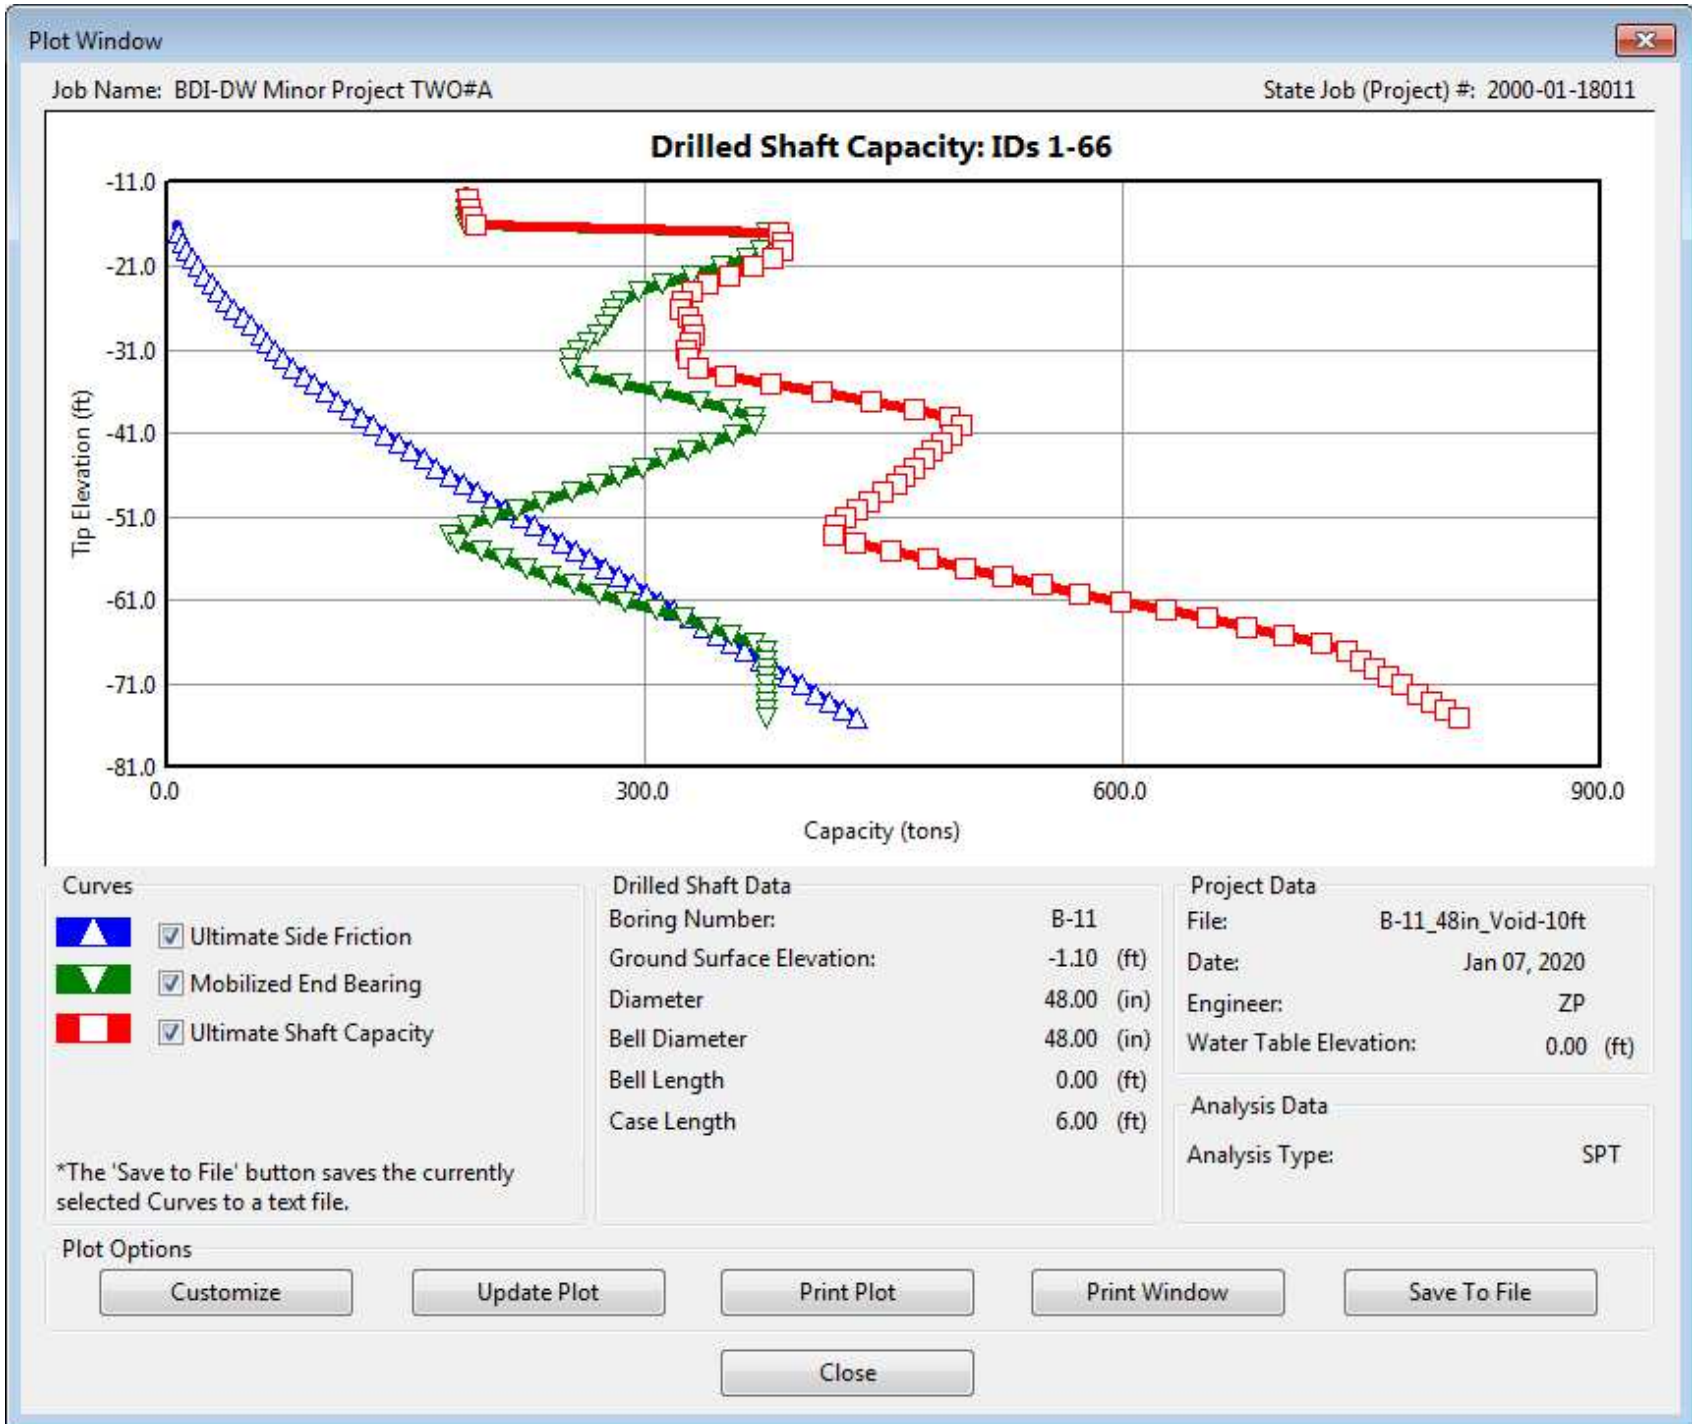 Plot Window
Job Name: BDI-DW Minor Project TWO#A
State Job (Project) #: 2000-01-18011
Drilled Shaft Capacity: IDs 1-66
-11.0
-21.0
-31.0
-41.0
-51.0
-61.0
-71.0
-81.0
Tip Elevation (ft)
0.0 300.0 600.0 900.0
Capacity (tons)
Curves
Ultimate Side Friction
Mobilized End Bearing
Ultimate Shaft Capacity
*The 'Save to File' button saves the currently
selected Curves to a text file.
Drilled Shaft Data
Boring Number: B-11
Ground Surface Elevation: -1.10 (ft)
Diameter 48.00 (in)
Bell Diameter 48.00 (in)
Bell Length 0.00 (ft)
Case Length 6.00 (ft)
Project Data
File: B-11_48in_Void-10ft
Date: Jan 07, 2020
Engineer: ZP
Water Table Elevation: 0.00 (ft)
Analysis Data
Analysis Type: SPT
Plot Options
Customize Update Plot Print Plot Print Window Save To File
Close